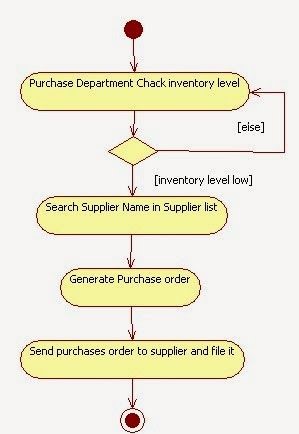 Purchase Department Chack inventory level
[else]
[inventory level low]
Search Supplier Name in Supplier list
Generate Purchase order
Send purchases order to supplier and file it